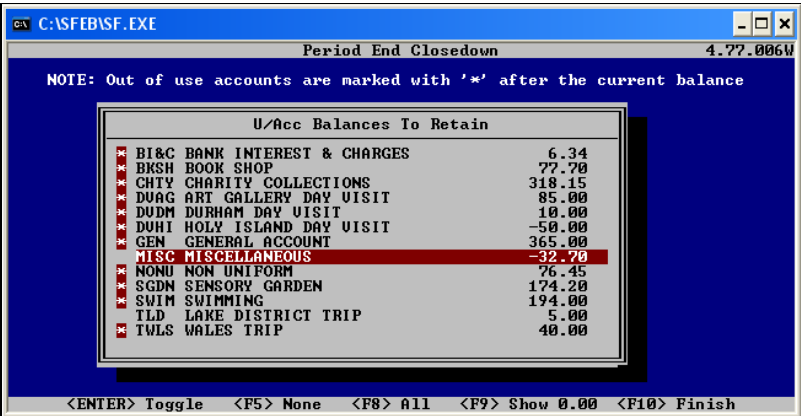 C:\SFEB\SF.EXE
Period End Closedown 4.77.006W
NOTE: Out of use accounts are marked with '*' after the current balance
U/Acc Balances To Retain
* BI&C BANK INTEREST & CHARGES 6.34
* BKSH BOOK SHOP 77.70
* CHTY CHARITY COLLECTIONS 318.15
* DVAG ART GALLERY DAY VISIT 85.00
* DVDM DURHAM DAY VISIT 10.00
* DVHI HOLY ISLAND DAY VISIT -50.00
* GEN GENERAL ACCOUNT 365.00
MISC MISCELLANEOUS -32.70
* NONU NON UNIFORM 76.45
* SGDN SENSORY GARDEN 174.20
* SWIM SWIMMING 194.00
TLD LAKE DISTRICT TRIP 5.00
* TWLS WALES TRIP 40.00
<ENTER> Toggle <F5> None <F8> All <F9> Show 0.00 <F10> Finish